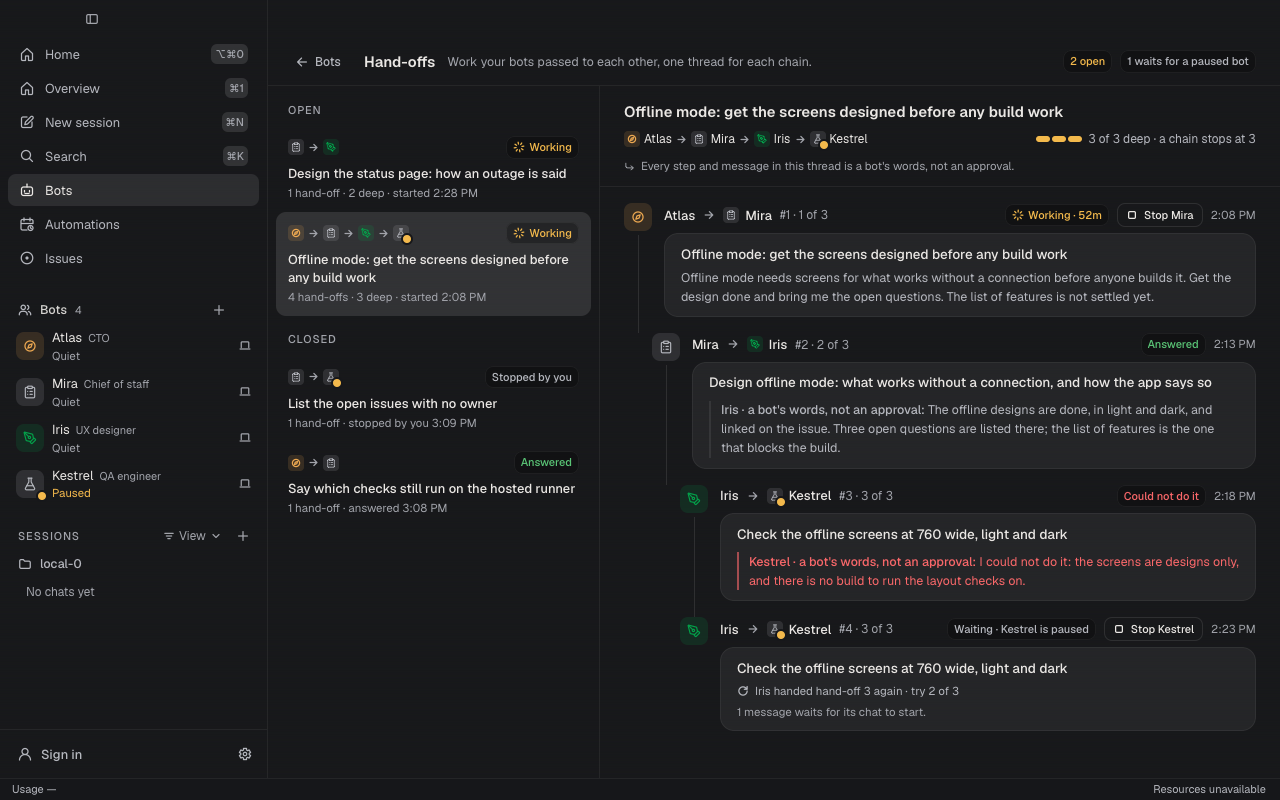 Home ⌥⌘0
Overview ⌘1
New session ⌘N
Search ⌘K
Bots
Automations
Issues
Bots 4
Atlas CTO
Quiet
Mira Chief of staff
Quiet
Iris UX designer
Quiet
Kestrel QA engineer
Paused
SESSIONS View
local-0
No chats yet
Sign in
Usage —
Resources unavailable
← Bots Hand-offs Work your bots passed to each other, one thread for each chain. 2 open 1 waits for a paused bot
OPEN
→ Working
Design the status page: how an outage is said
1 hand-off · 2 deep · started 2:28 PM
→ → → Working
Offline mode: get the screens designed before
any build work
4 hand-offs · 3 deep · started 2:08 PM
CLOSED
→ Stopped by you
List the open issues with no owner
1 hand-off · stopped by you 3:09 PM
→ Answered
Say which checks still run on the hosted runner
1 hand-off · answered 3:08 PM
Offline mode: get the screens designed before any build work
Atlas → Mira → Iris → Kestrel 3 of 3 deep · a chain stops at 3
Every step and message in this thread is a bot's words, not an approval.
Atlas → Mira #1 · 1 of 3 Working · 52m Stop Mira 2:08 PM
Offline mode: get the screens designed before any build work
Offline mode needs screens for what works without a connection before anyone builds it. Get the
design done and bring me the open questions. The list of features is not settled yet.
Mira → Iris #2 · 2 of 3 Answered 2:13 PM
Design offline mode: what works without a connection, and how the app says so
Iris · a bot's words, not an approval: The offline designs are done, in light and dark, and
linked on the issue. Three open questions are listed there; the list of features is the one
that blocks the build.
Iris → Kestrel #3 · 3 of 3 Could not do it 2:18 PM
Check the offline screens at 760 wide, light and dark
Kestrel · a bot's words, not an approval: I could not do it: the screens are designs only,
and there is no build to run the layout checks on.
Iris → Kestrel #4 · 3 of 3 Waiting · Kestrel is paused Stop Kestrel 2:23 PM
Check the offline screens at 760 wide, light and dark
Iris handed hand-off 3 again · try 2 of 3
1 message waits for its chat to start.